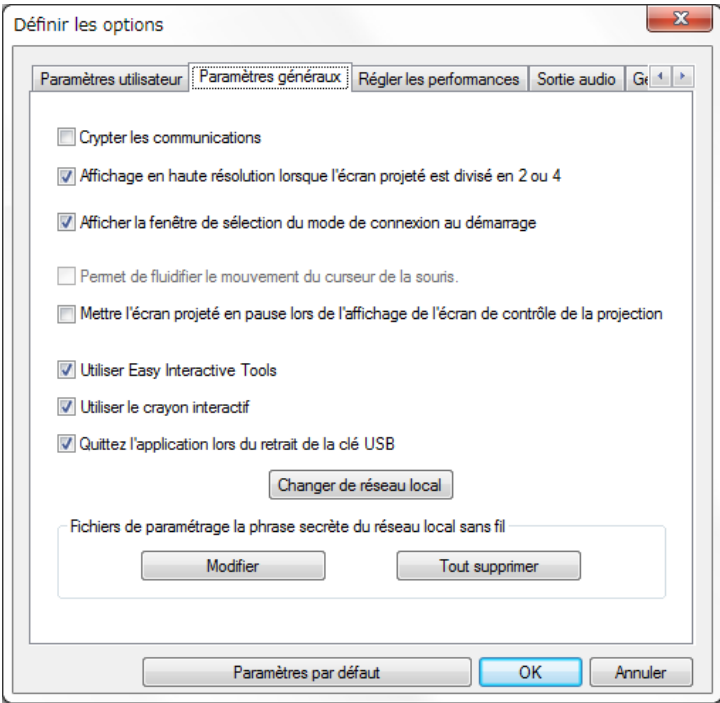 Définir les options
Paramètres utilisateur Paramètres généraux Régler les performances Sortie audio
Crypter les communications
Affichage en haute résolution lorsque l'écran projeté est divisé en 2 ou 4
Afficher la fenêtre de sélection du mode de connexion au démarrage
Permet de fluidifier le mouvement du curseur de la souris.
Mettre l'écran projeté en pause lors de l'affichage de l'écran de contrôle de la projection
Utiliser Easy Interactive Tools
Utiliser le crayon interactif
Quittez l'application lors du retrait de la clé USB
Changer de réseau local
Fichiers de paramétrage la phrase secrète du réseau local sans fil
Modifier Tout supprimer
Paramètres par défaut OK Annuler